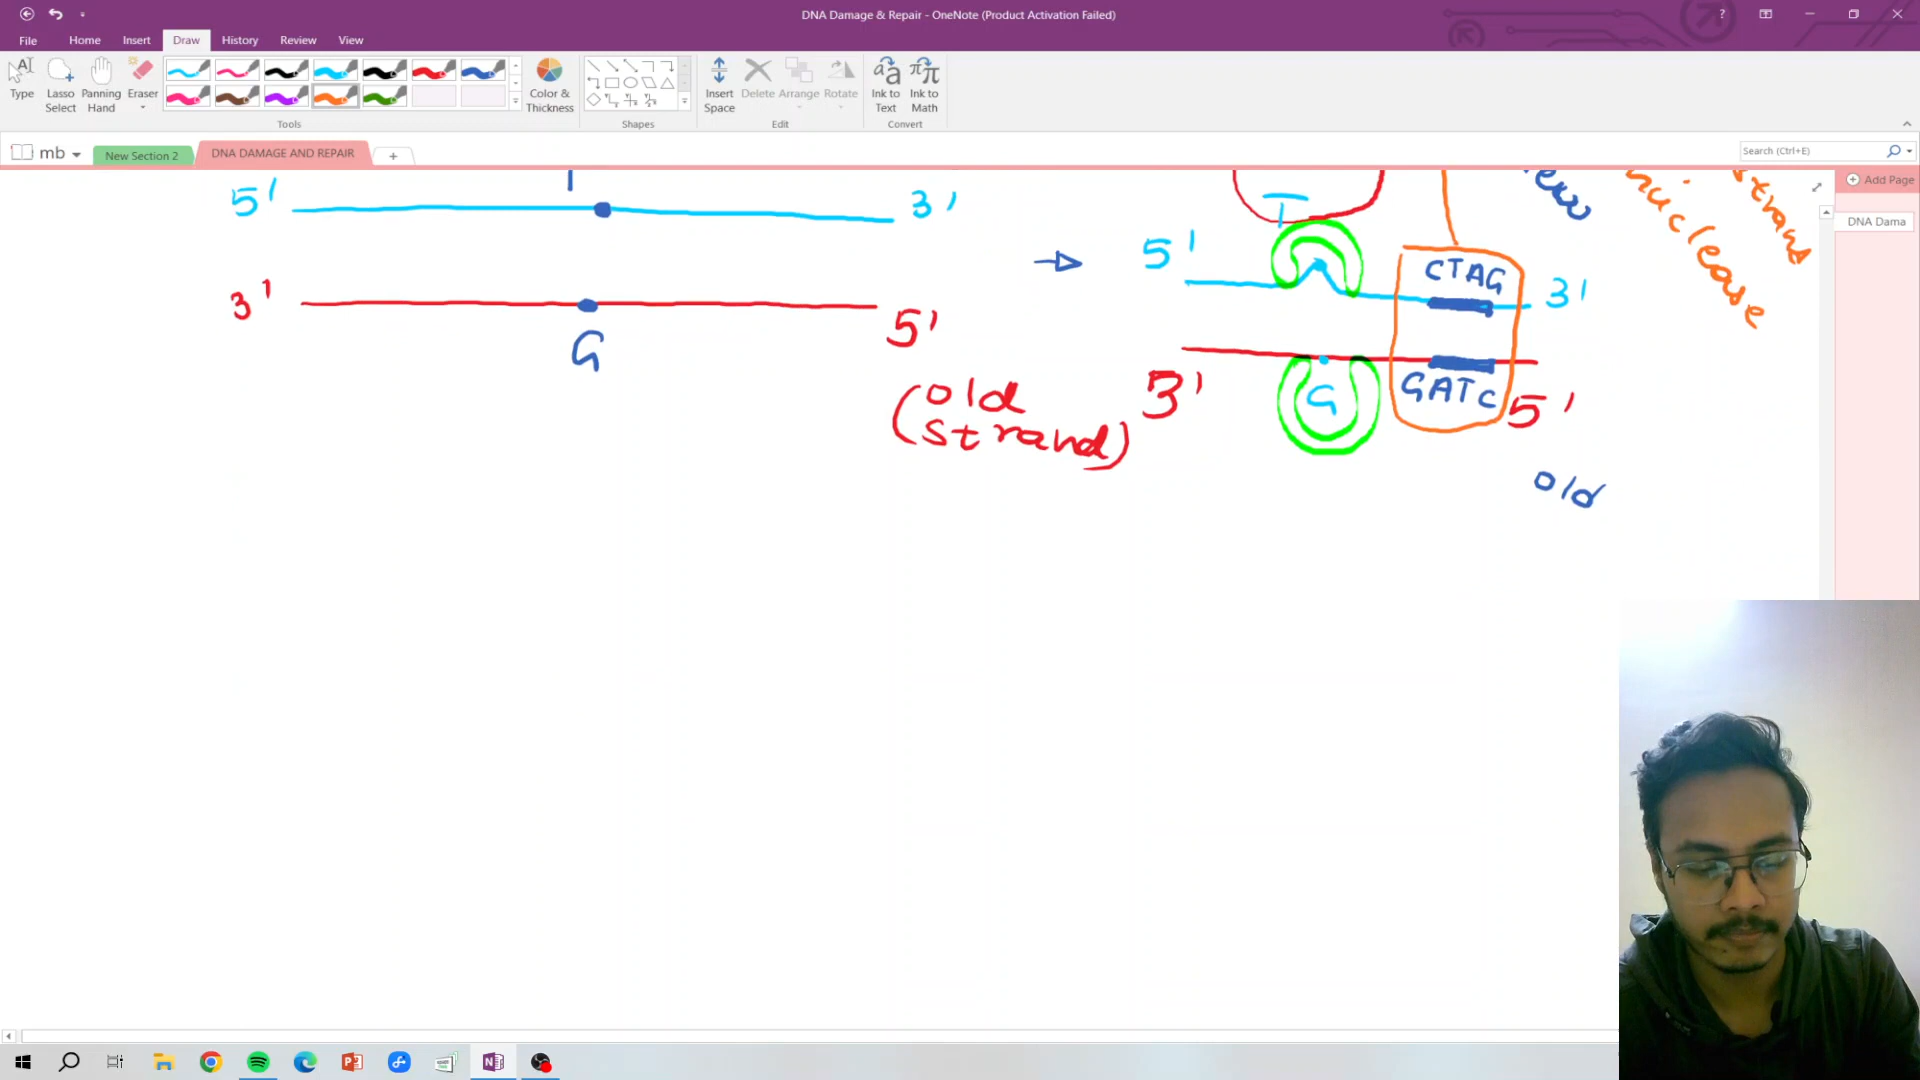 DNA Damage & Repair - OneNote (Product Activation Failed)
?
File Home Insert Draw History Review View
Type
Lasso
Select
Panning
Hand
Eraser
Color &
Thickness
Insert
Space
Delete Arrange Rotate
Ink to
Text
Ink to
Math
Tools
Shapes
Edit
Convert
mb
New Section 2
DNA DAMAGE AND REPAIR
+
Search (Ctrl+E)
Add Page
DNA Dama
5' 3'
3' 5'
G
(old
strand)
T
5' 3'
CTAG
3' 5'
G
GATC
old
strand